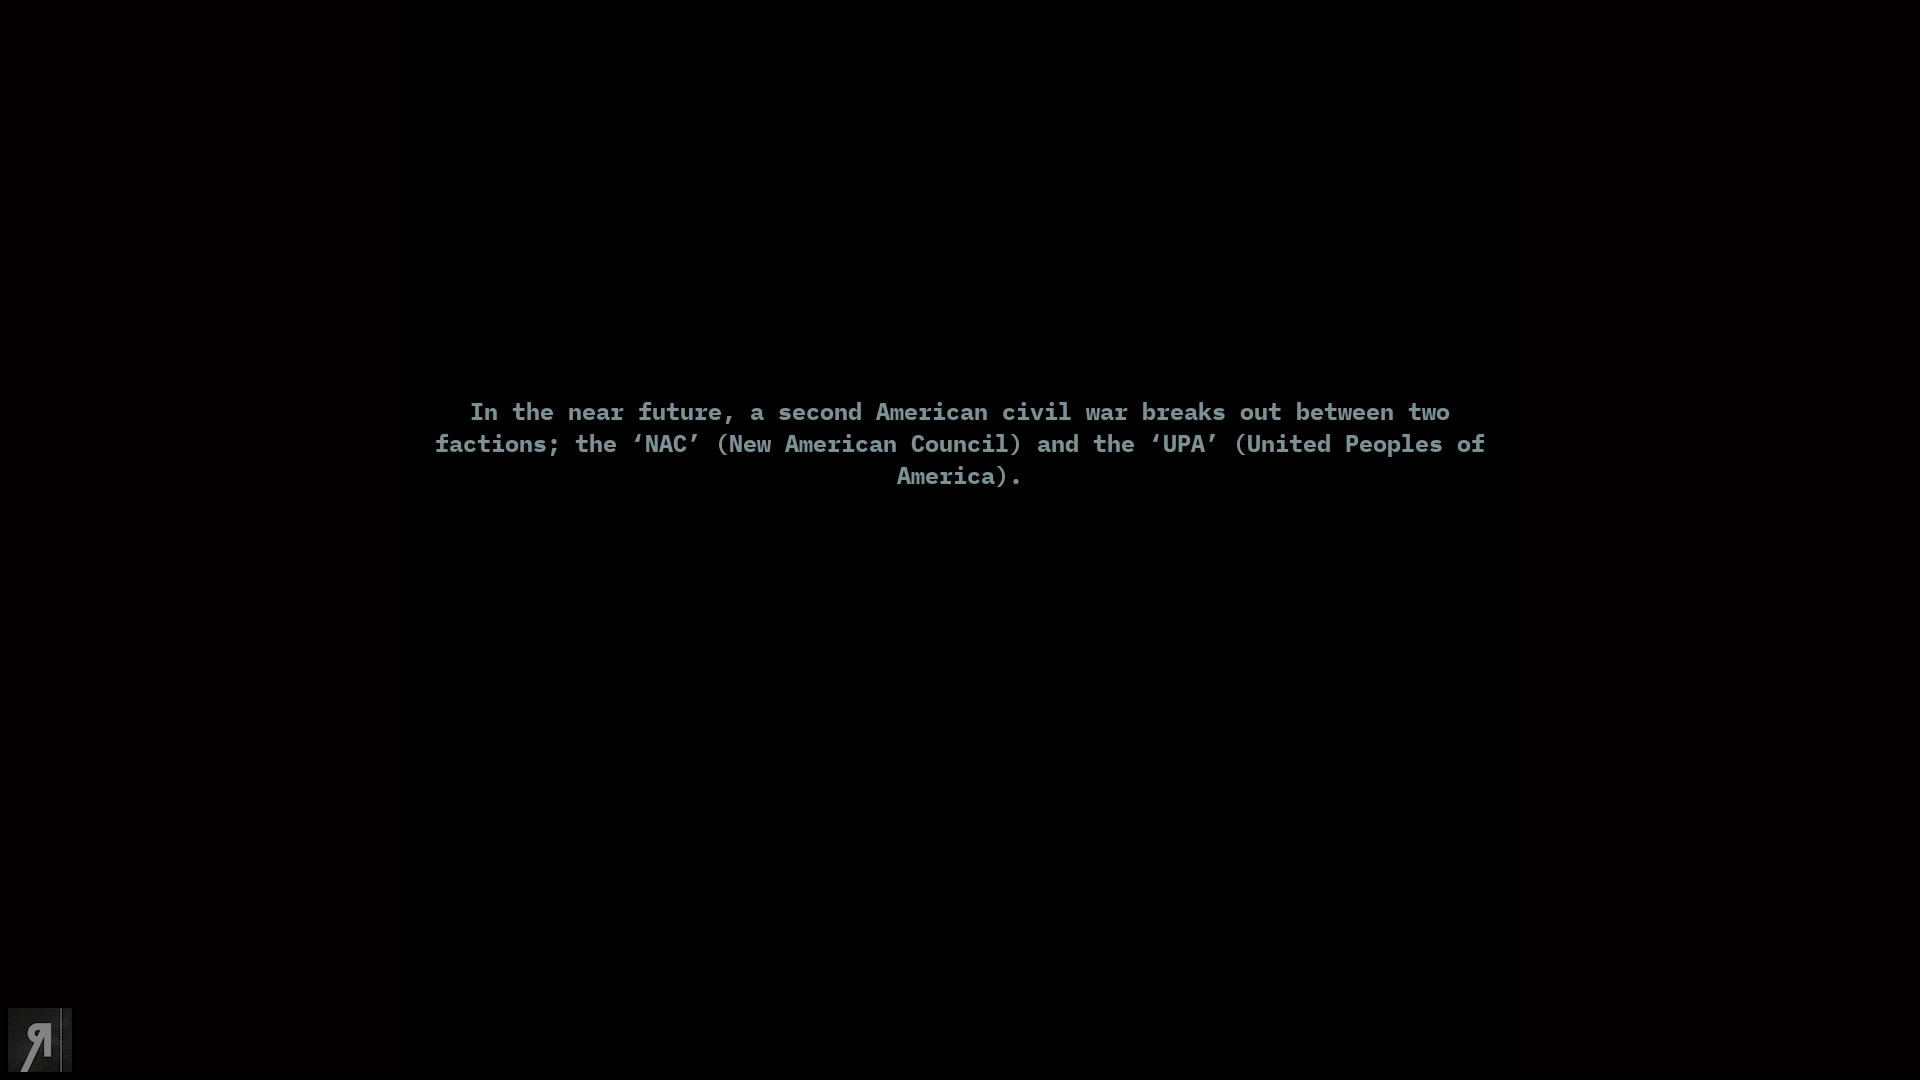 In the near future, a second American civil war breaks out between two
factions; the ‘NAC’ (New American Council) and the ‘UPA’ (United Peoples of
America).
Я